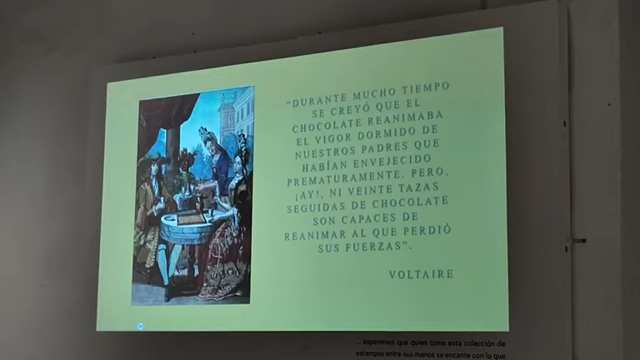 “DURANTE MUCHO TIEMPO
SE CREYÓ QUE EL
CHOCOLATE REANIMABA
EL VIGOR DORMIDO DE
NUESTROS PADRES QUE
HABÍAN ENVEJECIDO
PREMATURAMENTE. PERO,
¡AY!, NI VEINTE TAZAS
SEGUIDAS DE CHOCOLATE
SON CAPACES DE
REANIMAR AL QUE PERDIÓ
SUS FUERZAS”.
VOLTAIRE
... esperemos que quien toma esta colección de
estampas entre sus manos se encante con lo que